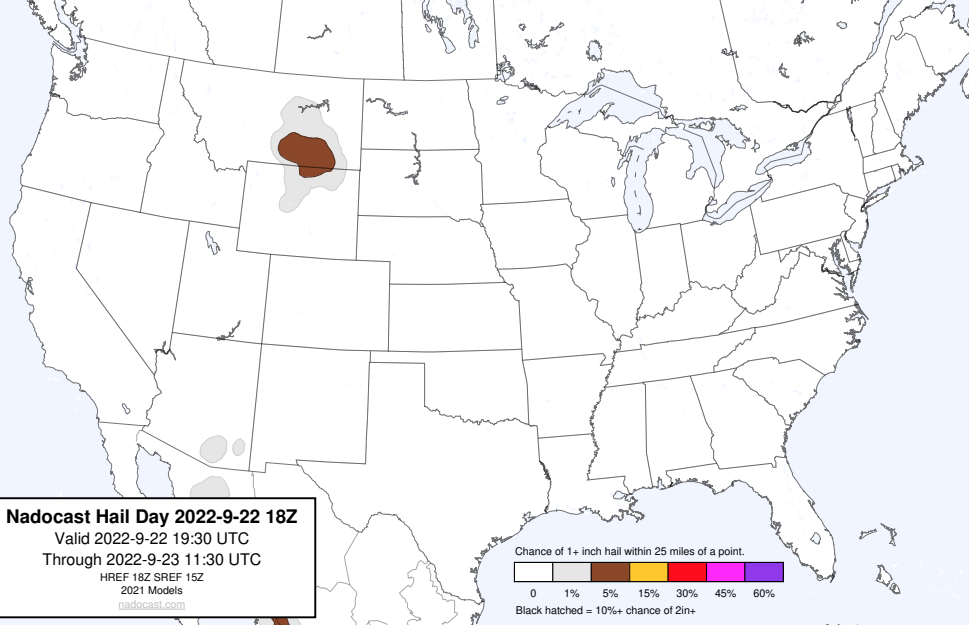 Nadocast Hail Day 2022-9-22 18Z
Valid 2022-9-22 19:30 UTC
Through 2022-9-23 11:30 UTC
HREF 18Z SREF 15Z
2021 Models
nadocast.com
Chance of 1+ inch hail within 25 miles of a point.
0 1% 5% 15% 30% 45% 60%
Black hatched = 10%+ chance of 2in+